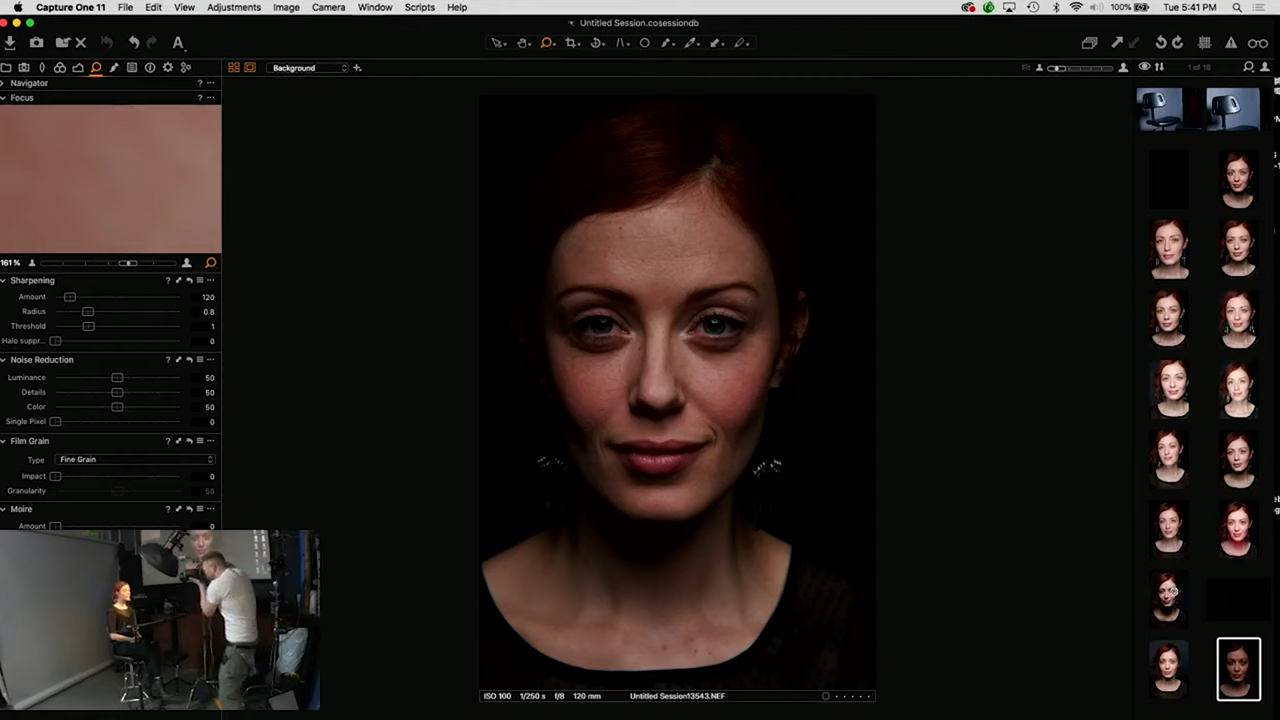 Capture One 11 File Edit View Adjustments Image Camera Window Scripts Help 100% Tue 5:41 PM
Untitled Session.cosessiondb
Background
Fit
1 of 18
Navigator ? ...
Focus ? ...
161 %
Sharpening ? ...
Amount 120
Radius 0.8
Threshold 1
Halo suppr... 0
Noise Reduction ? ...
Luminance 50
Details 50
Color 50
Single Pixel 0
Film Grain ? ...
Type Fine Grain
Impact 0
Granularity 50
Moire ? ...
Amount 0
ISO 100 1/250 s f/8 120 mm Untitled Session13543.NEF